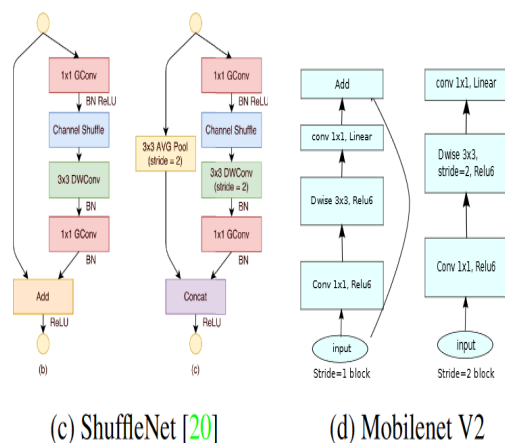 1x1 GConv
BN ReLU
Channel Shuffle
3x3 DWConv
BN
1x1 GConv
BN
Add
ReLU
(b)
1x1 GConv
BN ReLU
3x3 AVG Pool
(stride = 2)
Channel Shuffle
3x3 DWConv
(stride = 2)
BN
1x1 GConv
BN
Concat
ReLU
(c)
Add
conv 1x1, Linear
Dwise 3x3, Relu6
Conv 1x1, Relu6
input
Stride=1 block
conv 1x1, Linear
Dwise 3x3,
stride=2, Relu6
Conv 1x1, Relu6
input
Stride=2 block
(c) ShuffleNet [20]
(d) Mobilenet V2